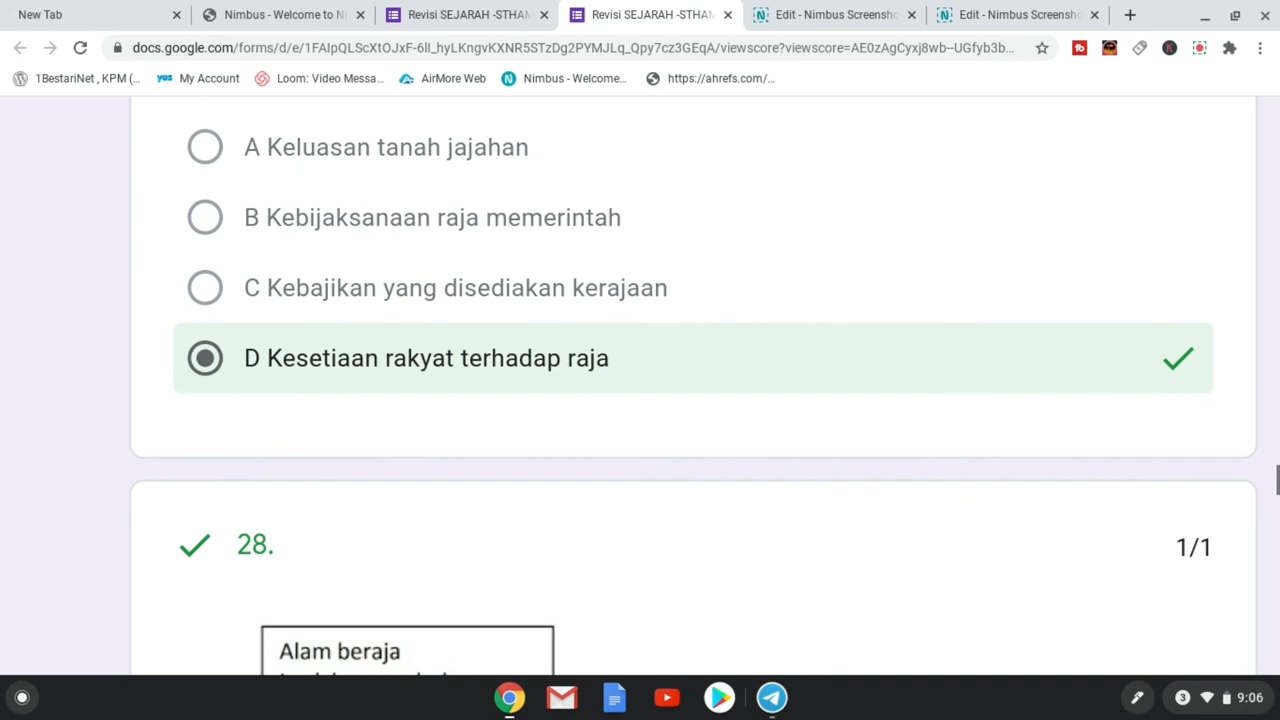 New Tab
Nimbus - Welcome to Ni
Revisi SEJARAH -STHAM
Revisi SEJARAH -STHAM
Edit - Nimbus Screensho
Edit - Nimbus Screensho
docs.google.com/forms/d/e/1FAIpQLScXtOJxF-6lI_hyLKngvKXNR5STzDg2PYMJLq_Qpy7cz3GEqA/viewscore?viewscore=AE0zAgCyxj8wb--UGfyb3b...
1BestariNet , KPM (...
yes My Account
Loom: Video Messa...
AirMore Web
Nimbus - Welcome...
https://ahrefs.com/...
A Keluasan tanah jajahan
B Kebijaksanaan raja memerintah
C Kebajikan yang disediakan kerajaan
D Kesetiaan rakyat terhadap raja
28.
1/1
Alam beraja
3
9:06